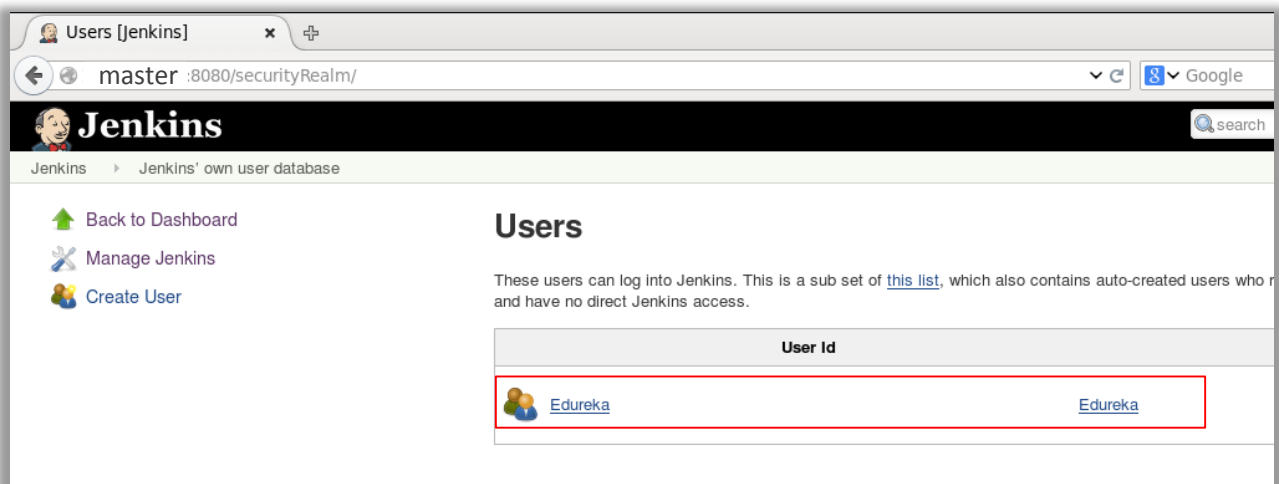 Users [Jenkins]
master :8080/securityRealm/
Google
Jenkins
search
Jenkins Jenkins' own user database
Back to Dashboard
Manage Jenkins
Create User
Users
These users can log into Jenkins. This is a sub set of this list, which also contains auto-created users who
and have no direct Jenkins access.
User Id
Edureka Edureka